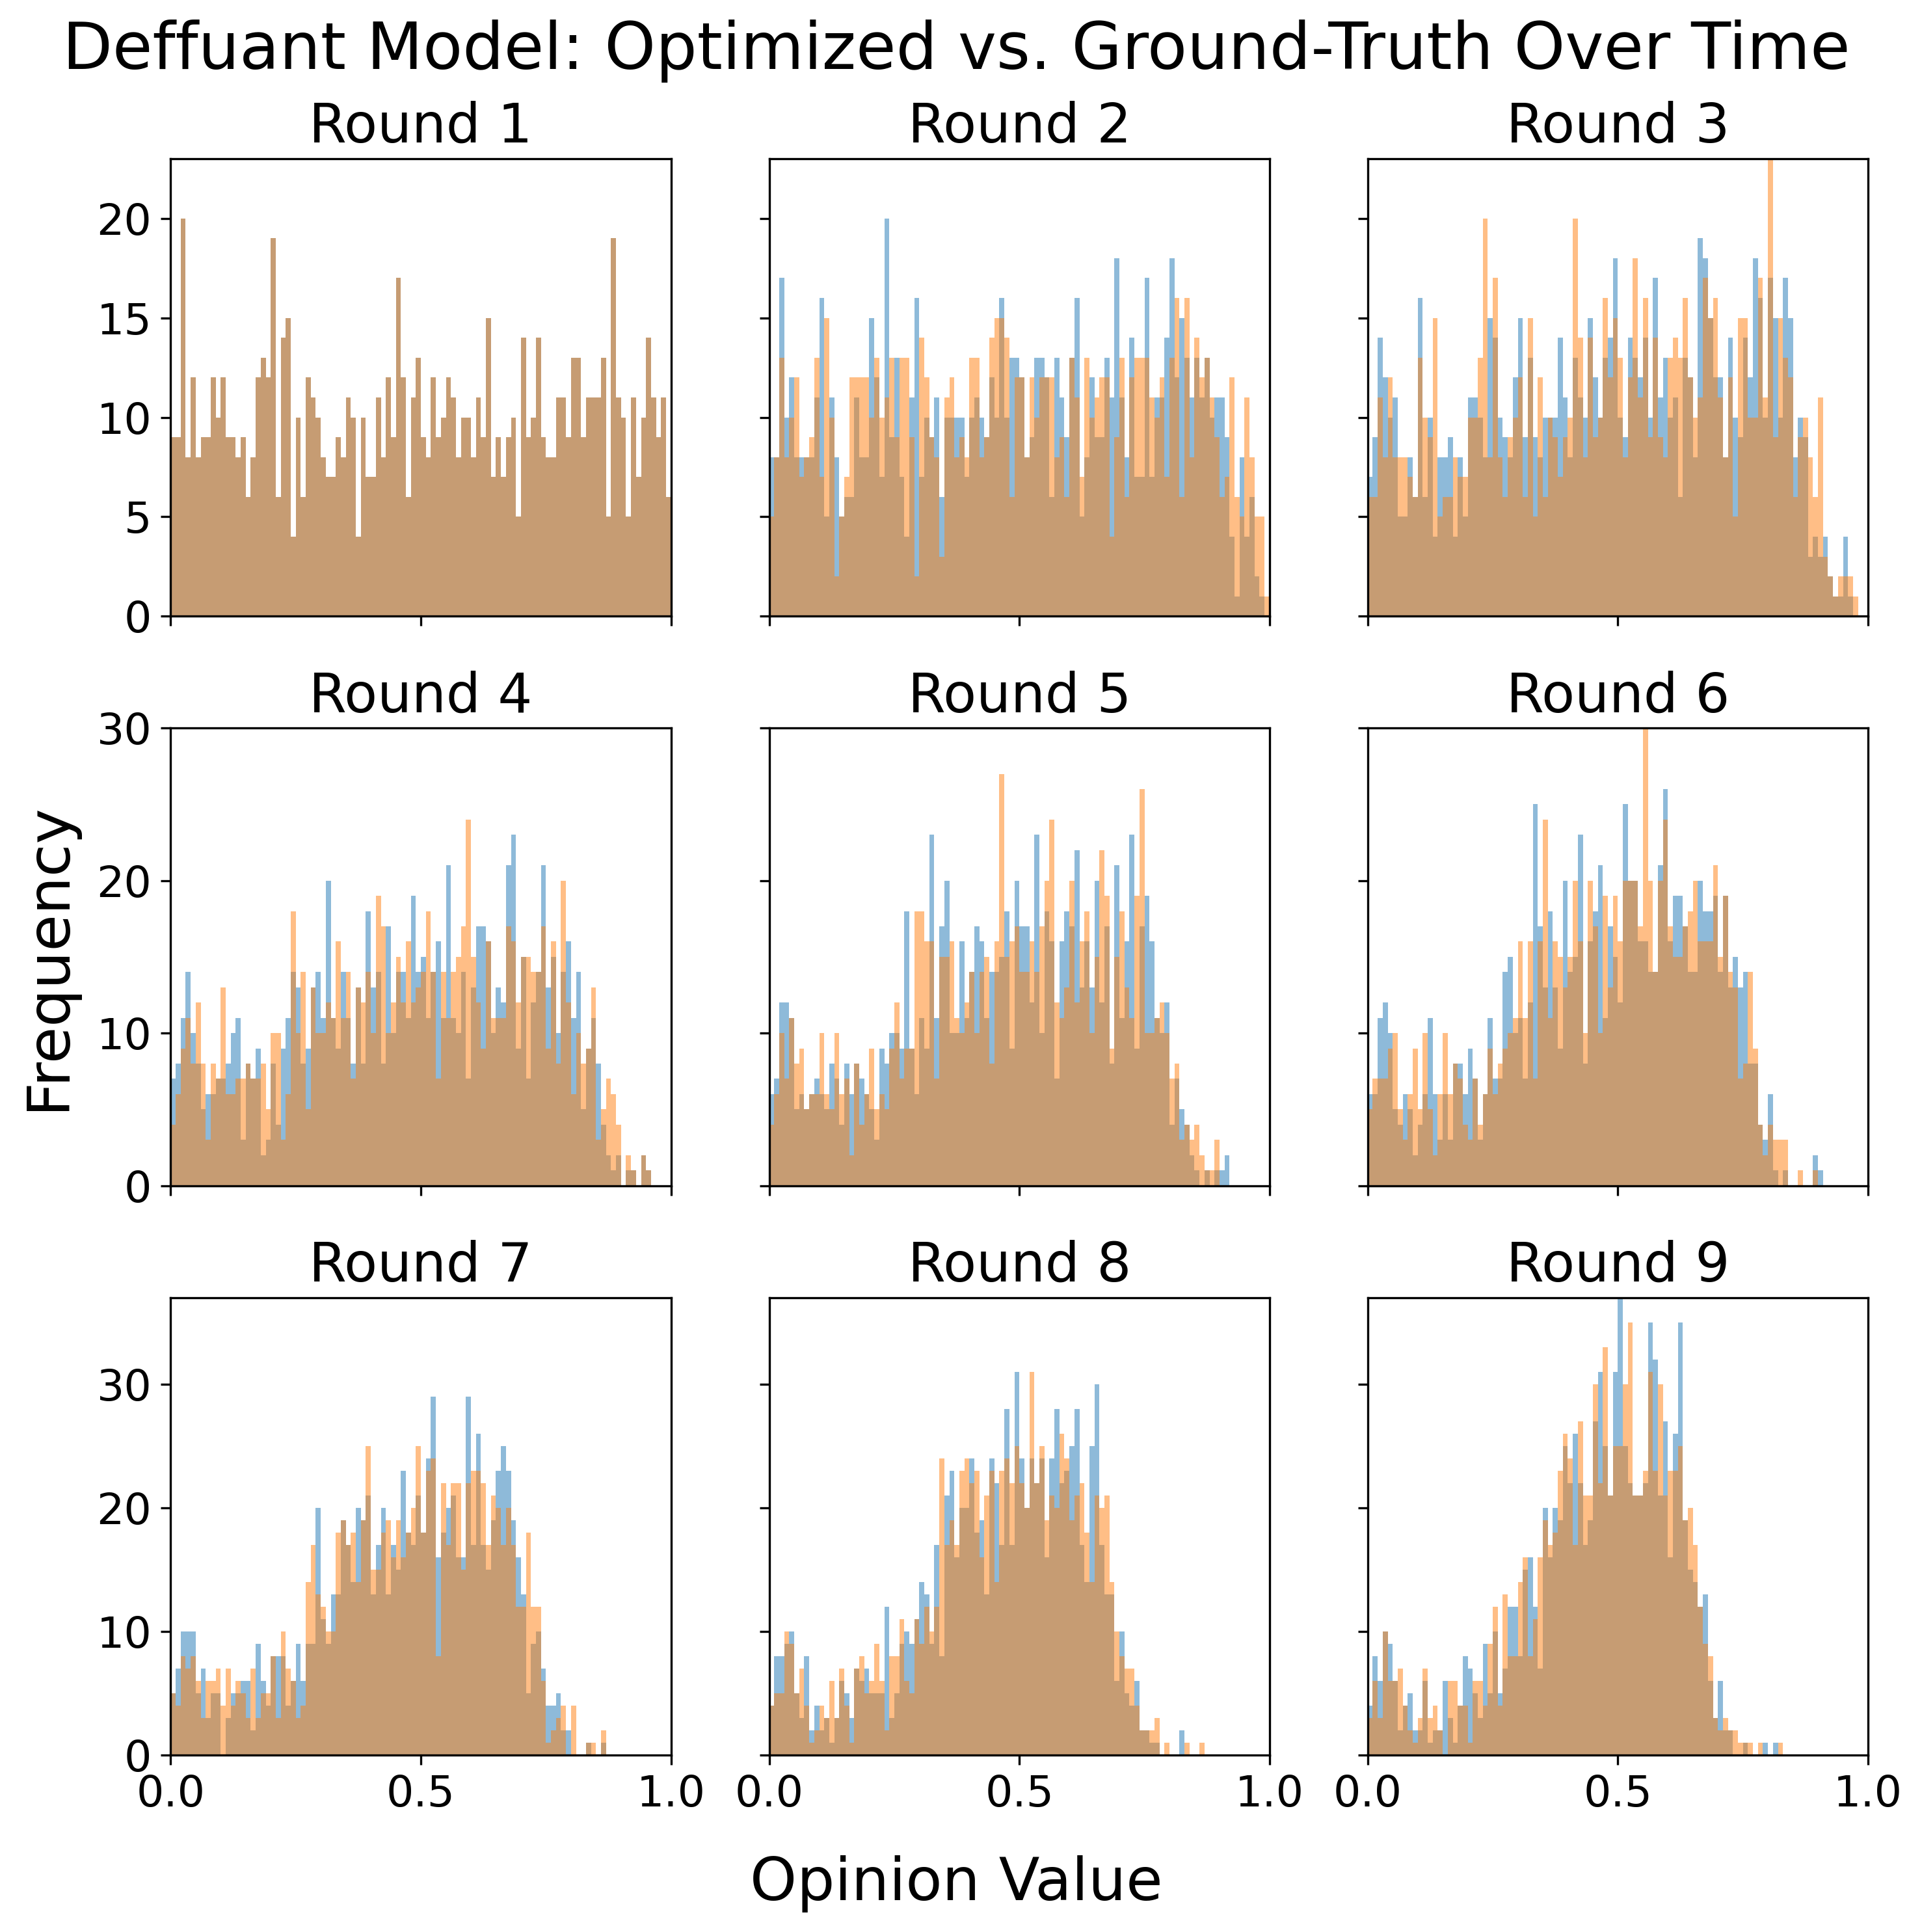 Deffuant Model: Optimized vs. Ground-Truth Over Time
Round 1
Round 2
Round 3
20
15
10
5
0
Round 4
Round 5
Round 6
30
20
10
0
Frequency
Round 7
Round 8
Round 9
30
20
10
0
0.0 0.5 1.0 0.0 0.5 1.0 0.0 0.5 1.0
Opinion Value